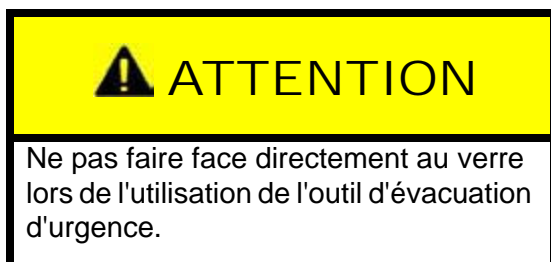 ATTENTION
Ne pas faire face directement au verre
lors de l'utilisation de l'outil d'évacuation
d'urgence.